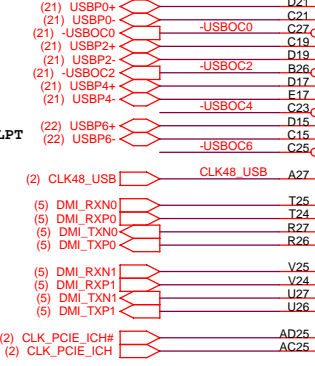 (21) USBP0+ D21
(21) USBP0- C21
(21) -USBOC0 -USBOC0 C27
(21) USBP2+ C19
(21) USBP2- D19
(21) -USBOC2 -USBOC2 B26
(21) USBP4+ D17
(21) USBP4- E17
-USBOC4 C23
(22) USBP6+ D15
LPT (22) USBP6- C15
-USBOC6 C25
(2) CLK48_USB CLK48_USB A27
(5) DMI_RXN0 T25
(5) DMI_RXP0 T24
(5) DMI_TXN0 R27
(5) DMI_TXP0 R26
(5) DMI_RXN1 V25
(5) DMI_RXP1 V24
(5) DMI_TXN1 U27
(5) DMI_TXP1 U26
(2) CLK_PCIE_ICH# AD25
(2) CLK_PCIE_ICH AC25